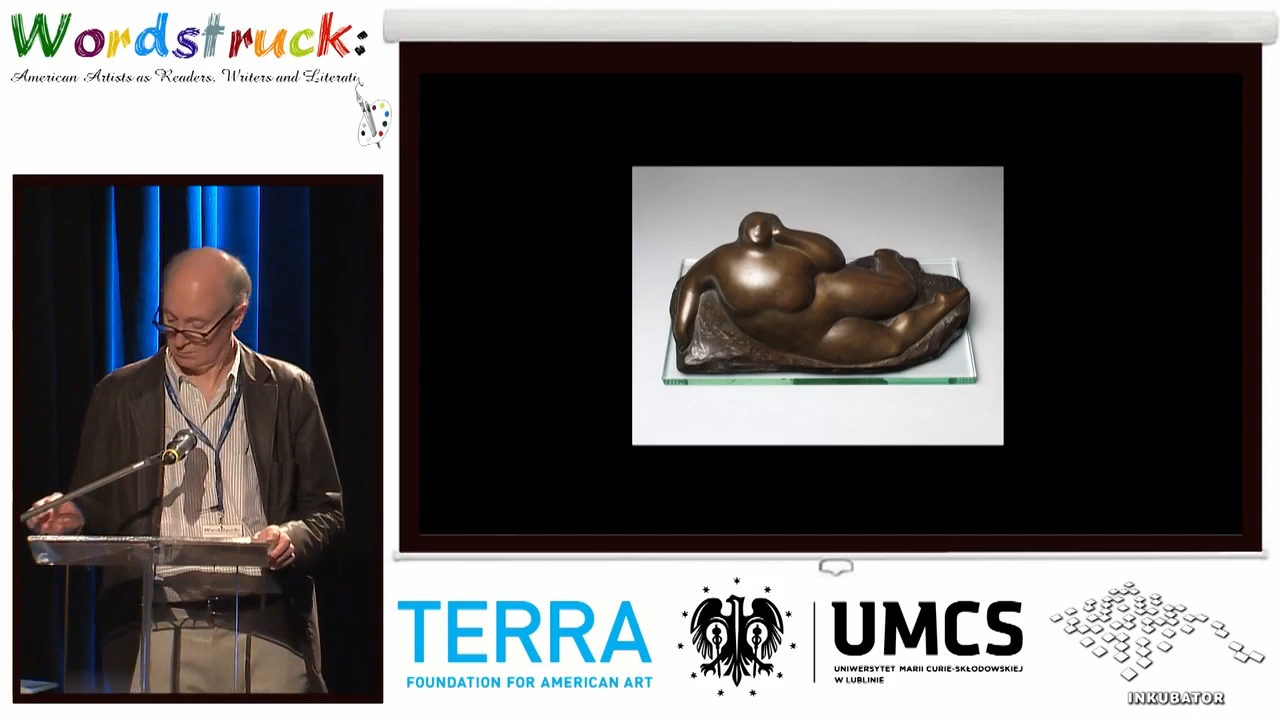 Wordstruck:
American Artists as Readers, Writers and Literati
TERRA
FOUNDATION FOR AMERICAN ART
UMCS
UNIWERSYTET MARII CURIE-SKŁODOWSKIEJ
W LUBLINIE
INKUBATOR
Wordstruck